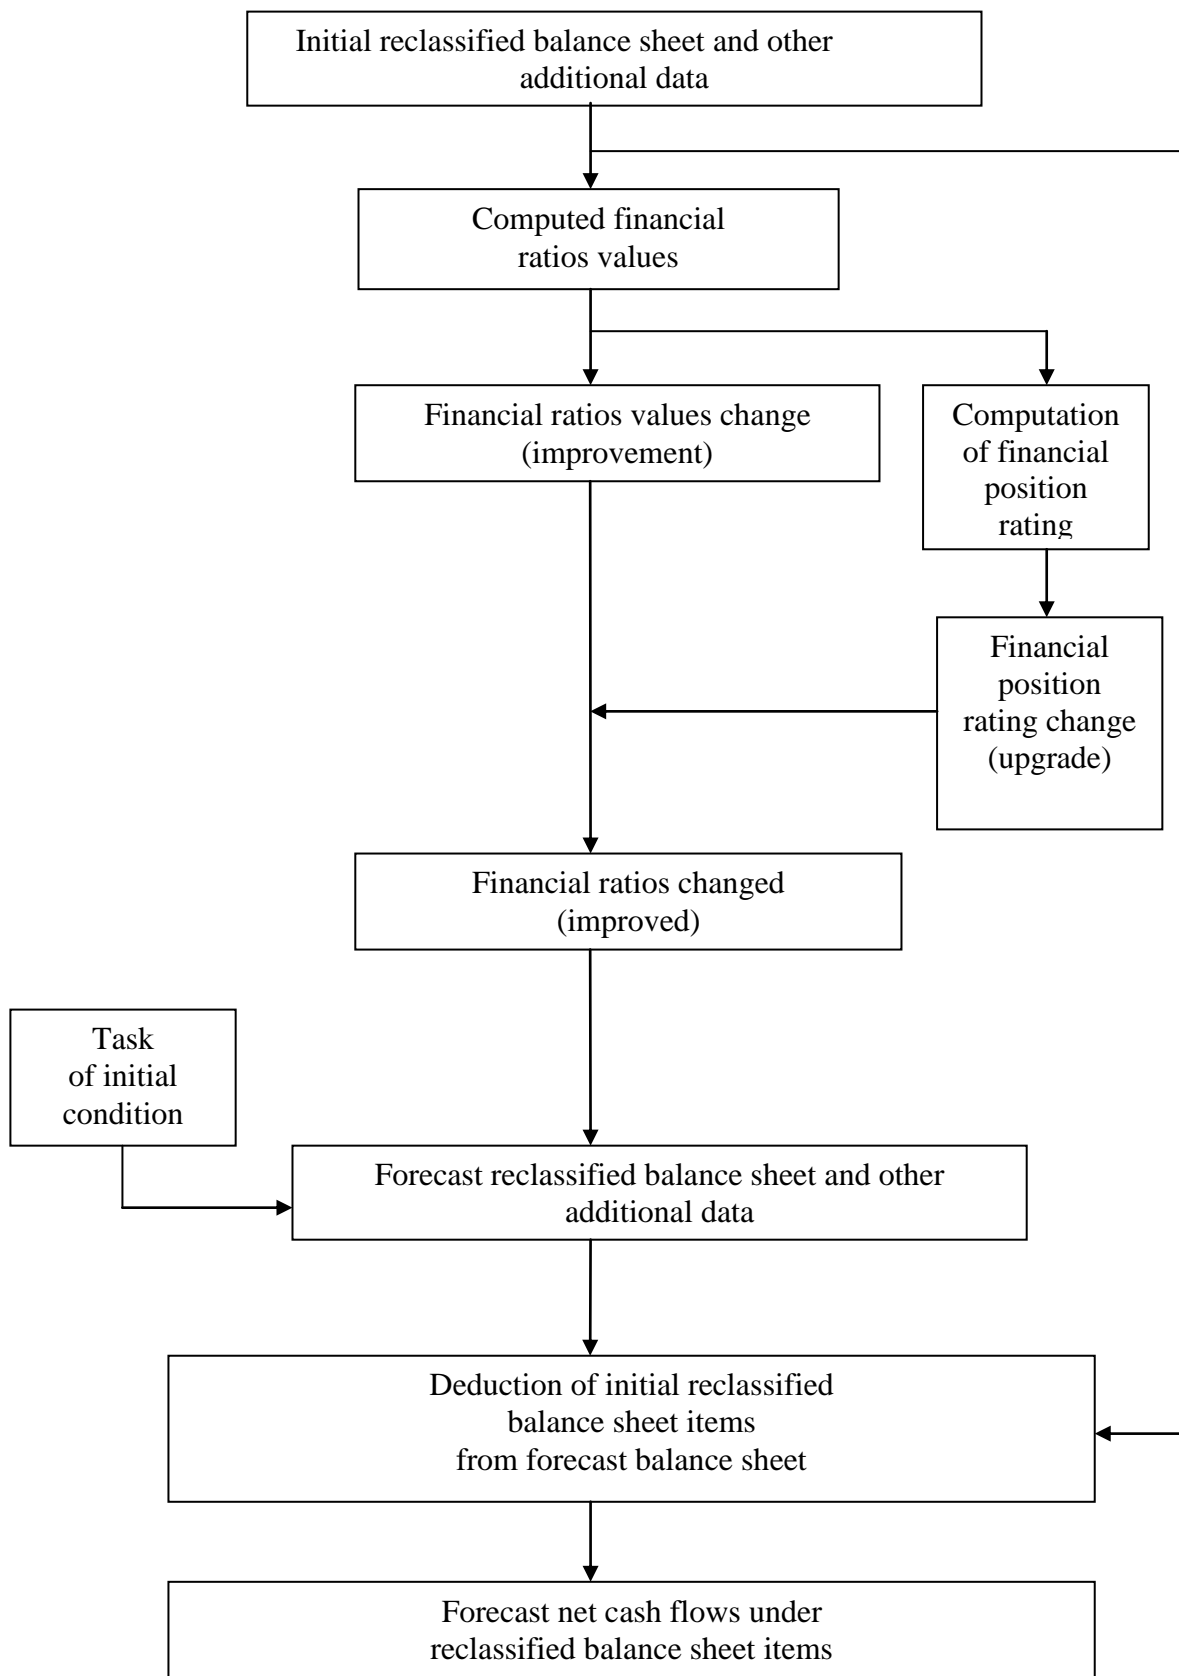 Initial reclassified balance sheet and other
additional data
Computed financial
ratios values
Financial ratios values change
(improvement)
Computation
of financial
position
rating
Financial
position
rating change
(upgrade)
Financial ratios changed
(improved)
Task
of initial
condition
Forecast reclassified balance sheet and other
additional data
Deduction of initial reclassified
balance sheet items
from forecast balance sheet
Forecast net cash flows under
reclassified balance sheet items